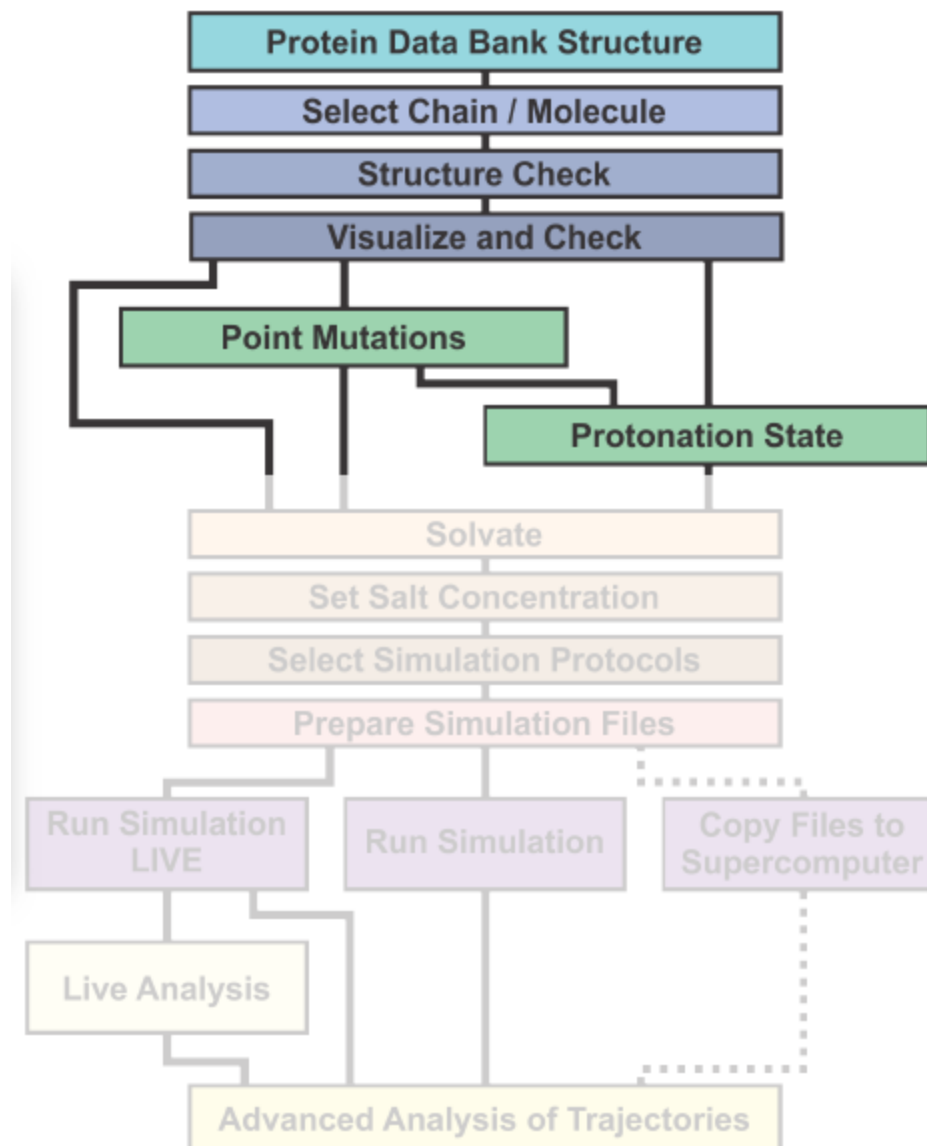 Protein Data Bank Structure
Select Chain / Molecule
Structure Check
Visualize and Check
Point Mutations
Protonation State
Solvate
Set Salt Concentration
Select Simulation Protocols
Prepare Simulation Files
Run Simulation
LIVE
Run Simulation
Copy Files to
Supercomputer
Live Analysis
Advanced Analysis of Trajectories